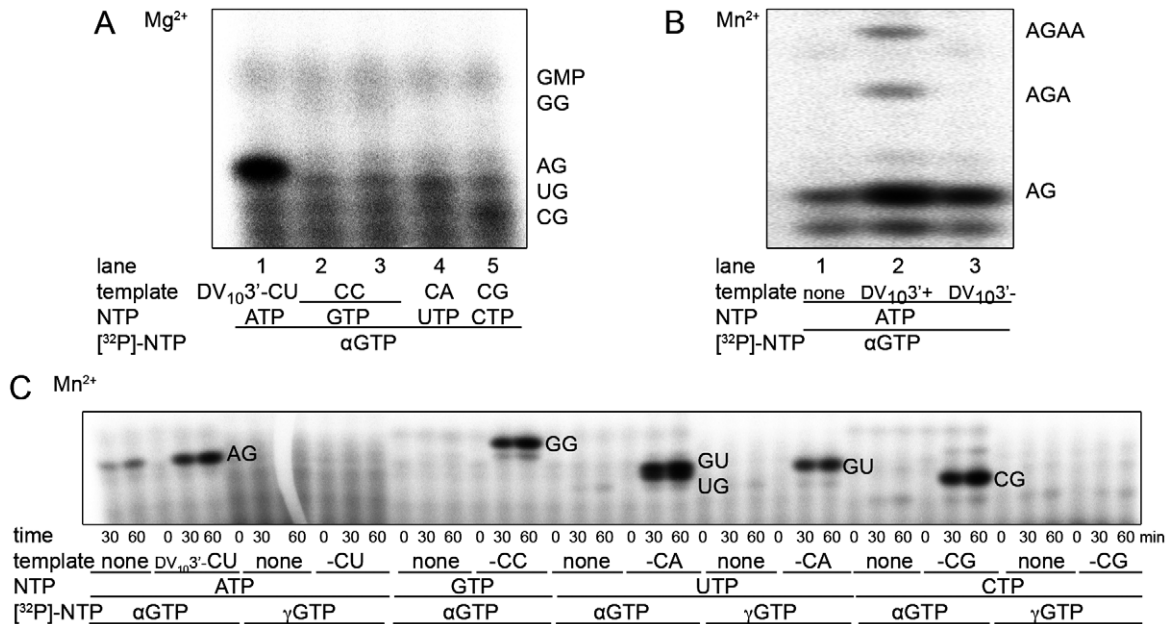 A Mg²⁺
GMP
GG
AG
UG
CG
lane 1 2 3 4 5
template DV₁₀3'-CU CC CA CG
NTP ATP GTP UTP CTP
[³²P]-NTP αGTP
B Mn²⁺
AGAA
AGA
AG
lane 1 2 3
template none DV₁₀3'+ DV₁₀3'-
NTP ATP
[³²P]-NTP αGTP
C Mn²⁺
AG GG GU GU CG
UG
time 30 60 0 30 60 0 30 60 0 30 60 0 30 60 0 30 60 0 30 60 0 30 60 0 30 60 0 30 60 0 30 60 0 30 60 0 30 60 0 30 60 min
template none DV₁₀3'-CU none -CU none -CC none -CA none -CA none -CG none -CG
NTP ATP GTP UTP CTP
[³²P]-NTP αGTP γGTP αGTP αGTP γGTP αGTP γGTP